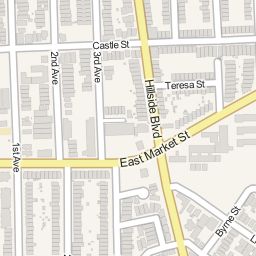 Castle St
2nd Ave
3rd Ave
Hillside Blvd
Teresa St
East Market St
1st Ave
Byrne St